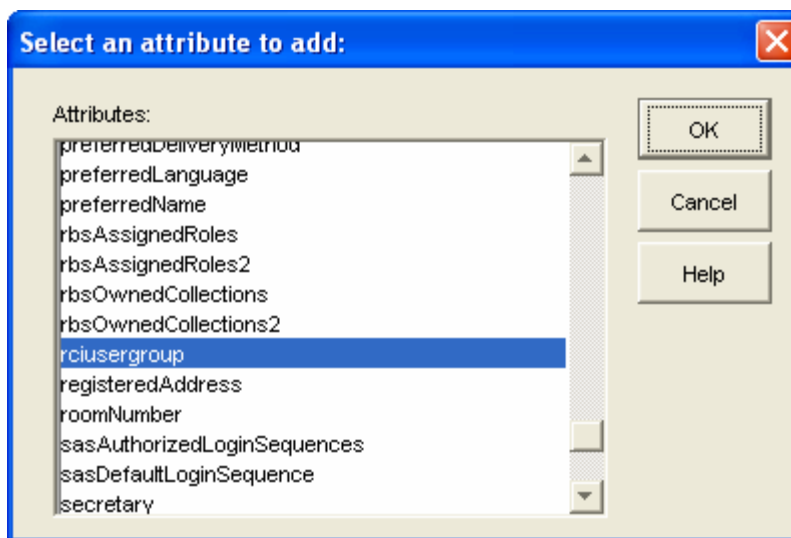 Select an attribute to add:
Attributes:
preferredDeliveryMethod
preferredLanguage
preferredName
rbsAssignedRoles
rbsAssignedRoles2
rbsOwnedCollections
rbsOwnedCollections2
rciusergroup
registeredAddress
roomNumber
sasAuthorizedLoginSequences
sasDefaultLoginSequence
secretary
OK
Cancel
Help